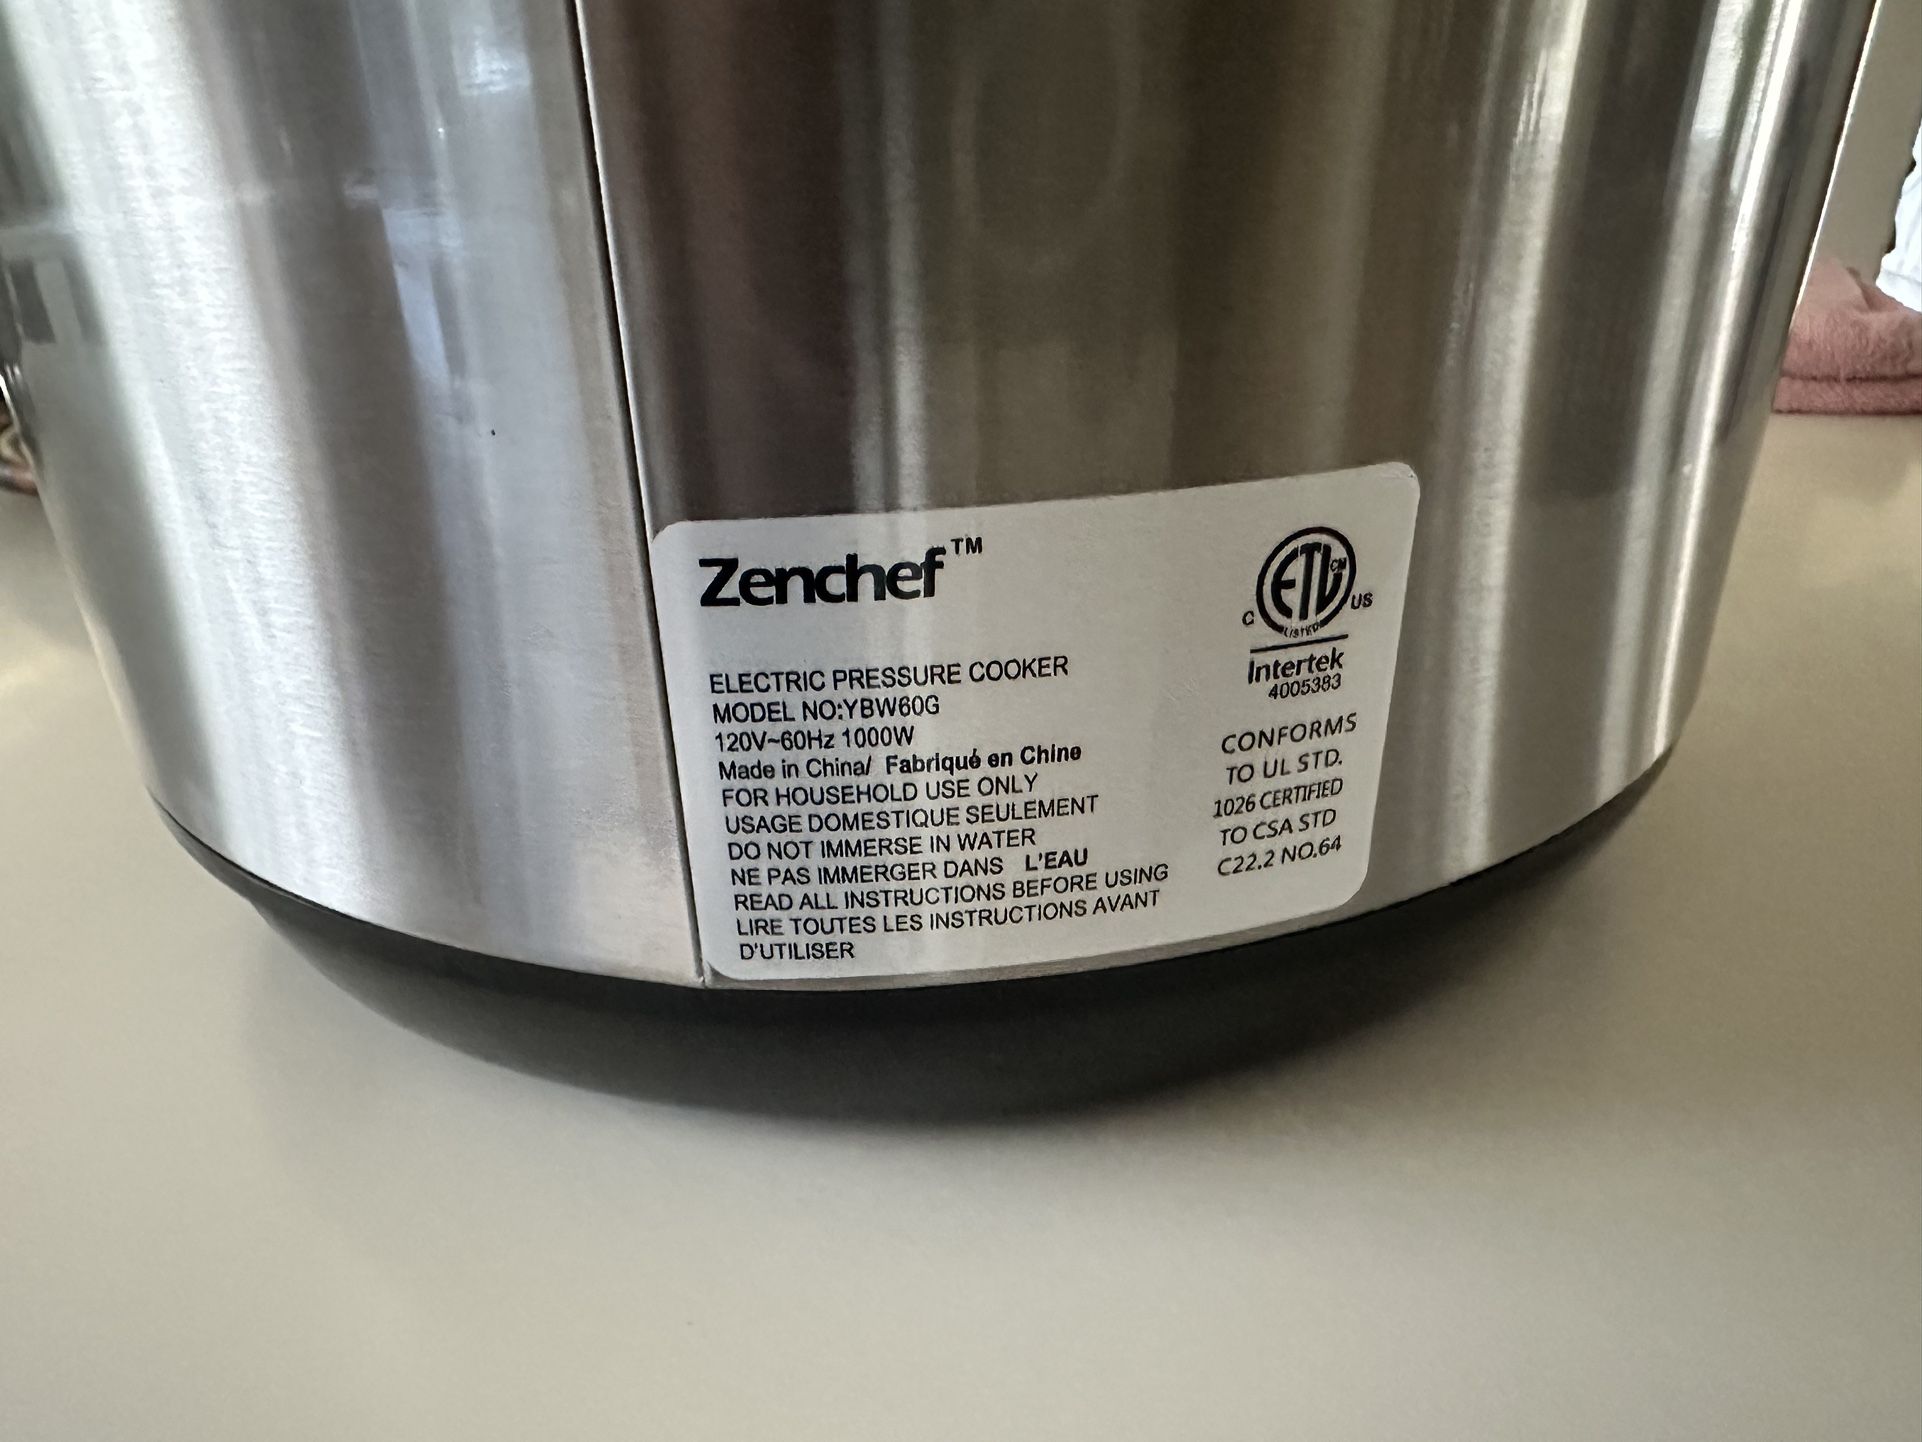 Zenchef™
ELECTRIC PRESSURE COOKER
MODEL NO:YBW60G
120V~60Hz 1000W
Made in China/ Fabriqué en Chine
FOR HOUSEHOLD USE ONLY
USAGE DOMESTIQUE SEULEMENT
DO NOT IMMERSE IN WATER
NE PAS IMMERGER DANS L'EAU
READ ALL INSTRUCTIONS BEFORE USING
LIRE TOUTES LES INSTRUCTIONS AVANT
D'UTILISER
ETL CM
C US
LISTED
Intertek
4005383
CONFORMS
TO UL STD.
1026 CERTIFIED
TO CSA STD
C22.2 NO.64